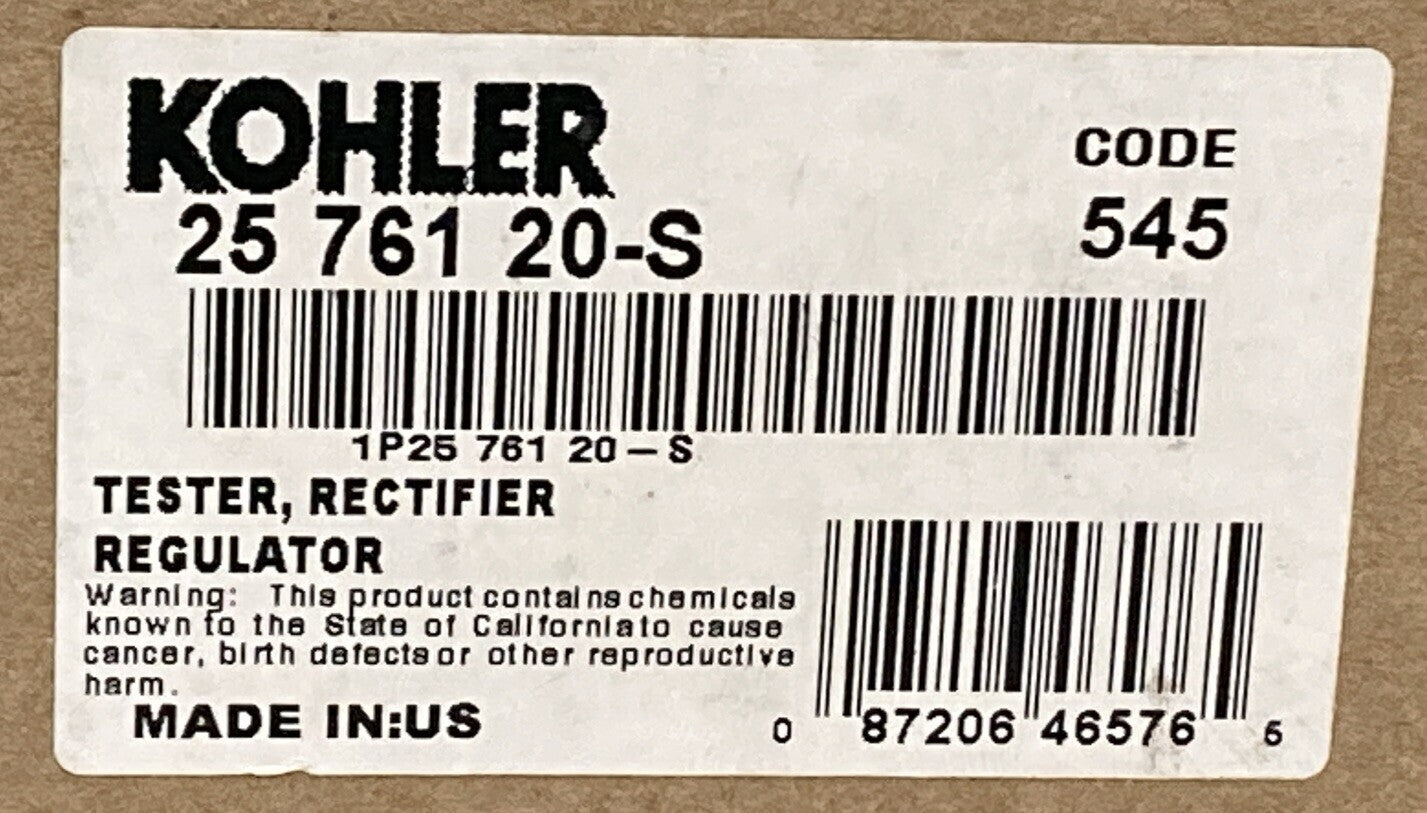 KOHLER
CODE
25 761 20-S
545
1P25 761 20-S
TESTER, RECTIFIER
REGULATOR
Warning: This product contains chemicals
known to the State of California to cause
cancer, birth defects or other reproductive
harm.
MADE IN:US
0 87206 46576 6